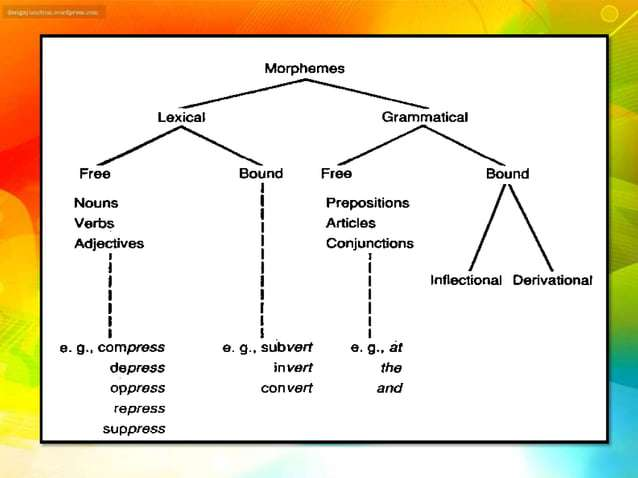 Morphemes
Lexical Grammatical
Free Bound Free Bound
Nouns Prepositions
Verbs Articles
Adjectives Conjunctions
Inflectional Derivational
e. g., compress e. g., subvert e. g., at
depress invert the
oppress convert and
repress
suppress